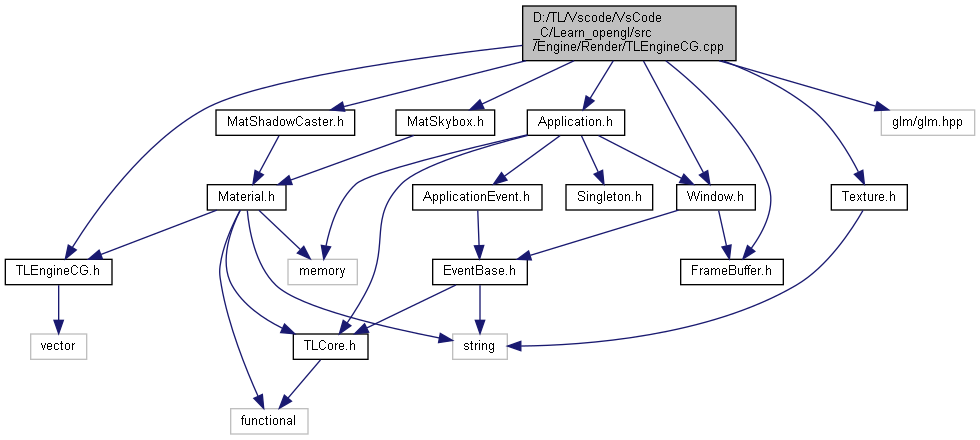 D:/TL/Vscode/VsCode
_C/Learn_opengl/src
/Engine/Render/TLEngineCG.cpp
MatShadowCaster.h
MatSkybox.h
Application.h
glm/glm.hpp
Material.h
ApplicationEvent.h
Singleton.h
Window.h
Texture.h
TLEngineCG.h
memory
EventBase.h
FrameBuffer.h
vector
TLCore.h
string
functional